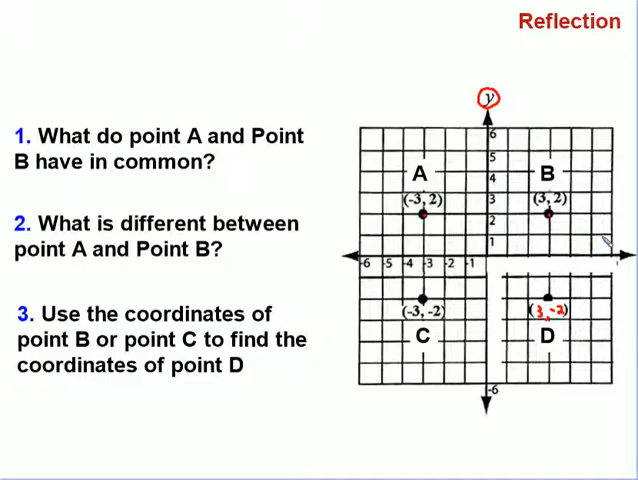 Reflection
y
1. What do point A and Point
B have in common?
2. What is different between
point A and Point B?
3. Use the coordinates of
point B or point C to find the
coordinates of point D
6
5
A B
4
(-3, 2) 3 (3, 2)
2
1
-6 -5 -4 -3 -2 -1
(-3, -2) (3, -2)
C D
-6